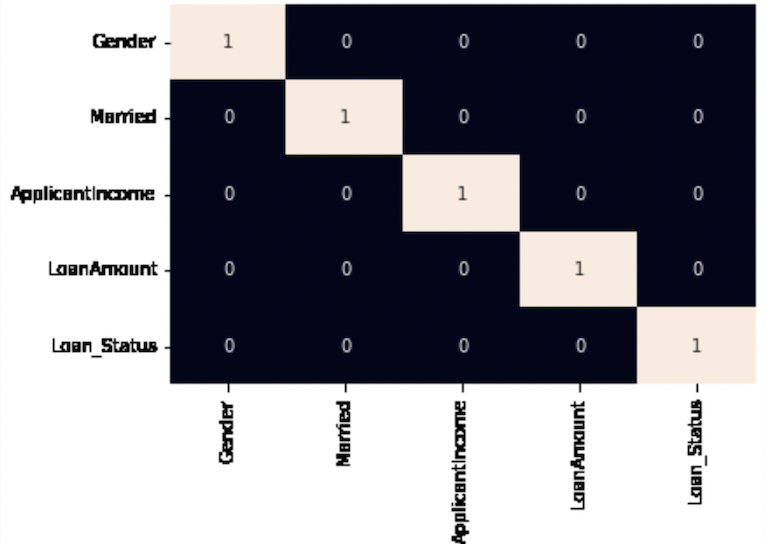 Gender 1 0 0 0 0
Married 0 1 0 0 0
ApplicantIncome 0 0 1 0 0
LoanAmount 0 0 0 1 0
Loan_Status 0 0 0 0 1
Gender
Married
ApplicantIncome
LoanAmount
Loan_Status